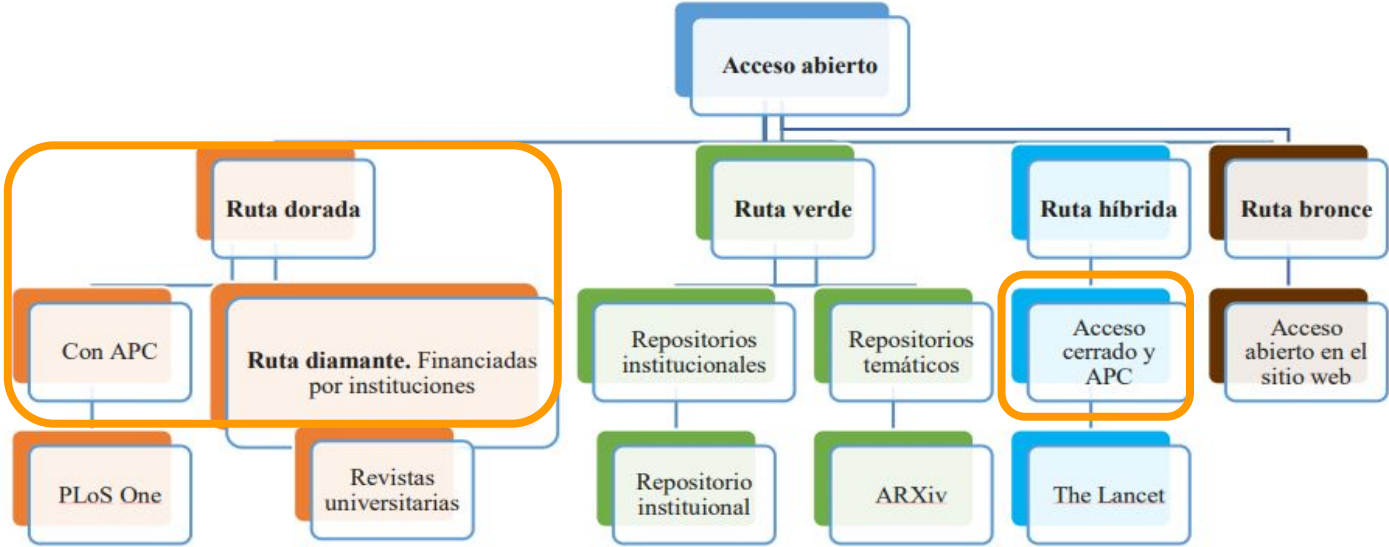 Acceso abierto
Ruta dorada
Ruta verde
Ruta híbrida
Ruta bronce
Con APC
Ruta diamante. Financiadas
por instituciones
Repositorios
institucionales
Repositorios
temáticos
Acceso
cerrado y
APC
Acceso
abierto en el
sitio web
PLoS One
Revistas
universitarias
Repositorio
instituional
ARXiv
The Lancet